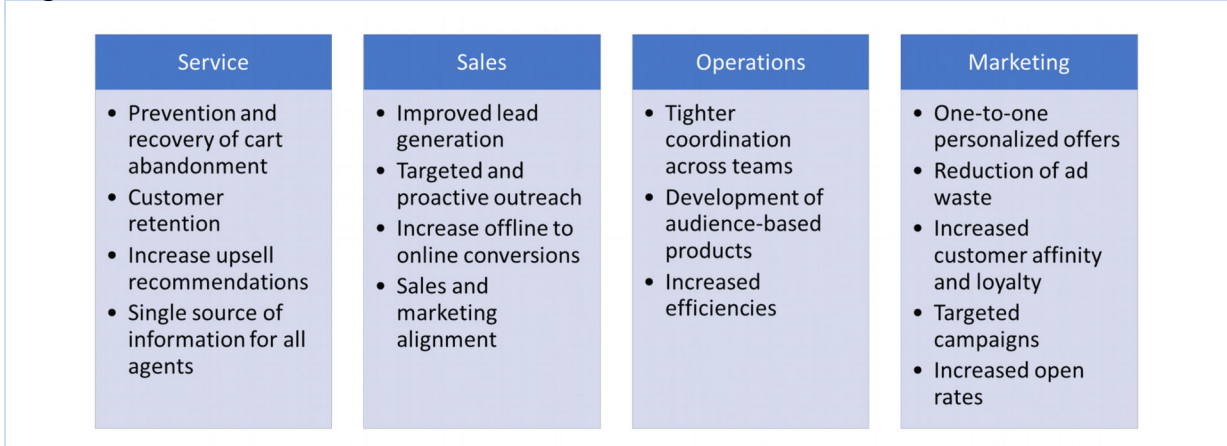 Service
• Prevention and
recovery of cart
abandonment
• Customer
retention
• Increase upsell
recommendations
• Single source of
information for all
agents
Sales
• Improved lead
generation
• Targeted and
proactive outreach
• Increase offline to
online conversions
• Sales and
marketing
alignment
Operations
• Tighter
coordination
across teams
• Development of
audience-based
products
• Increased
efficiencies
Marketing
• One-to-one
personalized offers
• Reduction of ad
waste
• Increased
customer affinity
and loyalty
• Targeted
campaigns
• Increased open
rates